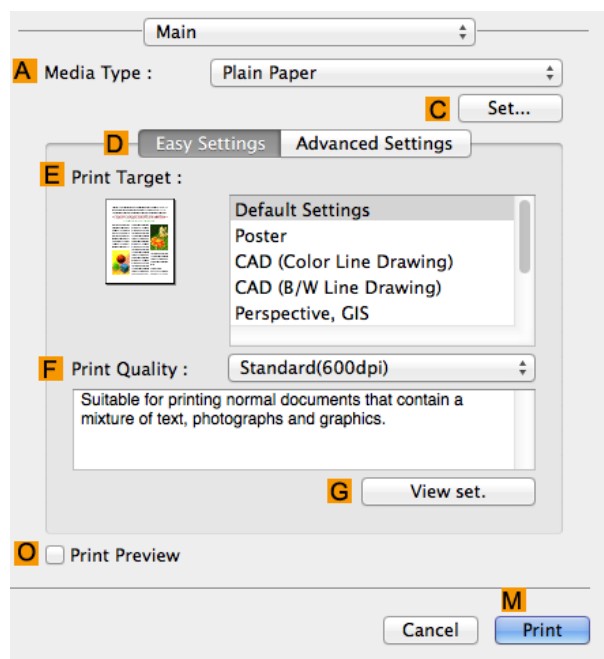 Main
A Media Type : Plain Paper
C Set...
D Easy Settings Advanced Settings
E Print Target :
Default Settings
Poster
CAD (Color Line Drawing)
CAD (B/W Line Drawing)
Perspective, GIS
F Print Quality : Standard(600dpi)
Suitable for printing normal documents that contain a
mixture of text, photographs and graphics.
G View set.
O Print Preview
M
Cancel Print